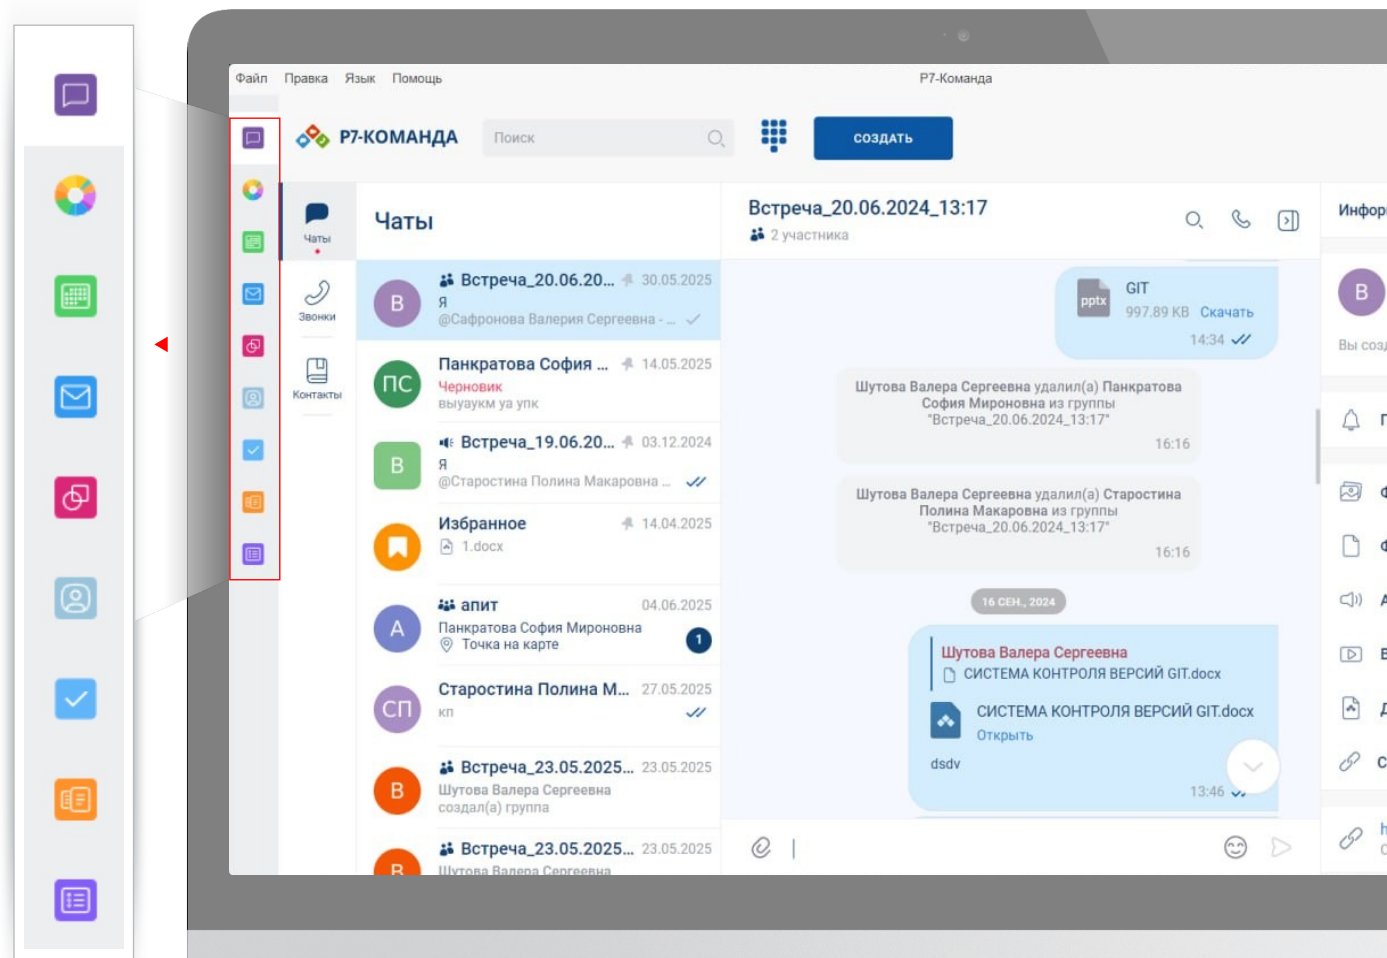 Файл Правка Язык Помощь
Р7-Команда
Р7-КОМАНДА
Поиск
СОЗДАТЬ
Чаты
Звонки
Контакты
Чаты
Встреча_20.06.20... 30.05.2025
Я
@Сафронова Валерия Сергеевна - ...
В
Панкратова София ... 14.05.2025
Черновик
выуаукм уа упк
ПС
Встреча_19.06.20... 03.12.2024
Я
@Старостина Полина Макаровна ...
В
Избранное 14.04.2025
1.docx
апит 04.06.2025
Панкратова София Мироновна
Точка на карте
1
А
Старостина Полина М... 27.05.2025
кп
СП
Встреча_23.05.2025... 23.05.2025
Шутова Валера Сергеевна
создал(а) группа
В
Встреча_23.05.2025... 23.05.2025
Шутова Валера Сергеевна
В
Встреча_20.06.2024_13:17
2 участника
pptx
GIT
997.89 KB Скачать
14:34
Шутова Валера Сергеевна удалил(а) Панкратова
София Мироновна из группы
"Встреча_20.06.2024_13:17"
16:16
Шутова Валера Сергеевна удалил(а) Старостина
Полина Макаровна из группы
"Встреча_20.06.2024_13:17"
16:16
16 СЕН., 2024
Шутова Валера Сергеевна
СИСТЕМА КОНТРОЛЯ ВЕРСИЙ GIT.docx
СИСТЕМА КОНТРОЛЯ ВЕРСИЙ GIT.docx
Открыть
dsdv
13:46
В
Вы